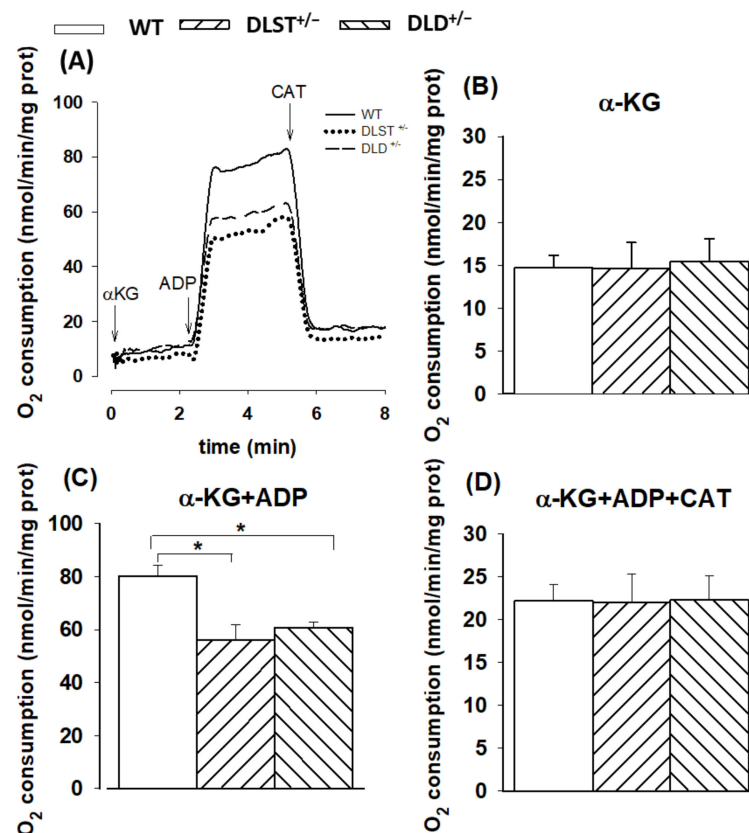 WT DLST+/- DLD+/-
(A)
O2 consumption (nmol/min/mg prot)
100
80
60
40
20
0
αKG
ADP
CAT
WT
DLST +/-
DLD +/-
0 2 4 6 8
time (min)
(B)
α-KG
O2 consumption (nmol/min/mg prot)
30
25
20
15
10
5
0
(C)
α-KG+ADP
O2 consumption (nmol/min/mg prot)
100
80
60
40
20
0
*
*
(D)
α-KG+ADP+CAT
O2 consumption (nmol/min/mg prot)
30
25
20
15
10
5
0